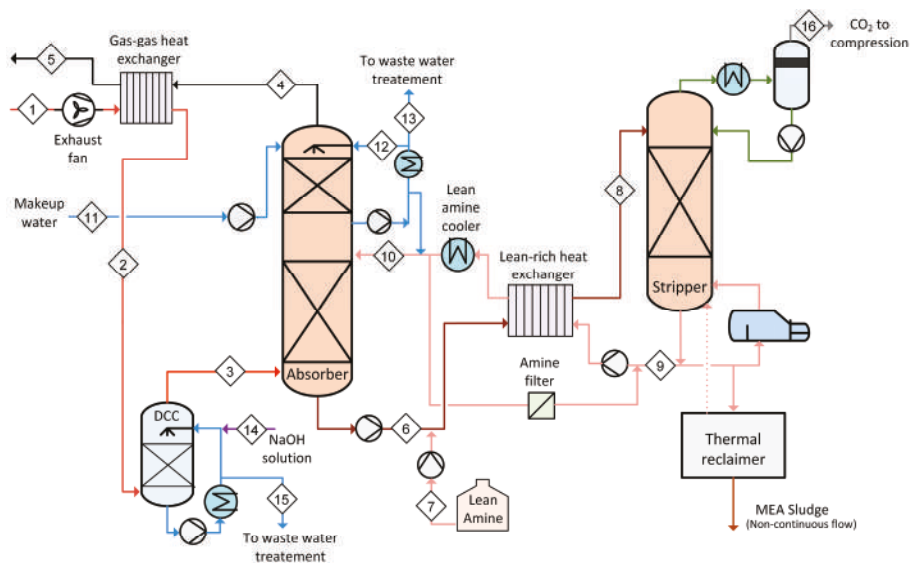 Gas-gas heat
exchanger
5
1
Exhaust
fan
4
To waste water
treatement
13
12
16
CO₂ to
compression
Makeup
water
11
2
Lean
amine
cooler
10
Lean-rich heat
exchanger
8
Stripper
3
Absorber
9
Amine
filter
DCC
14
NaOH
solution
6
7
Lean
Amine
15
To waste water
treatement
Thermal
reclaimer
MEA Sludge
(Non-continuous flow)